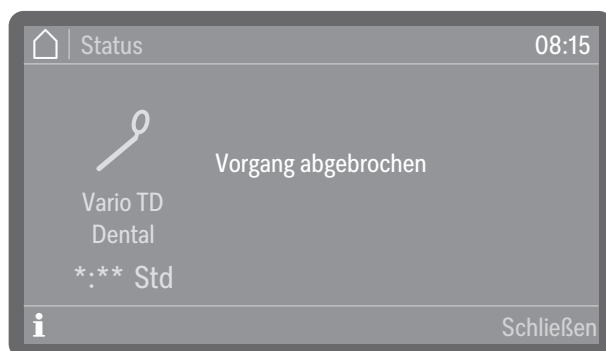 Status
08:15
Vorgang abgebrochen
Vario TD
Dental
*:** Std
i
Schließen